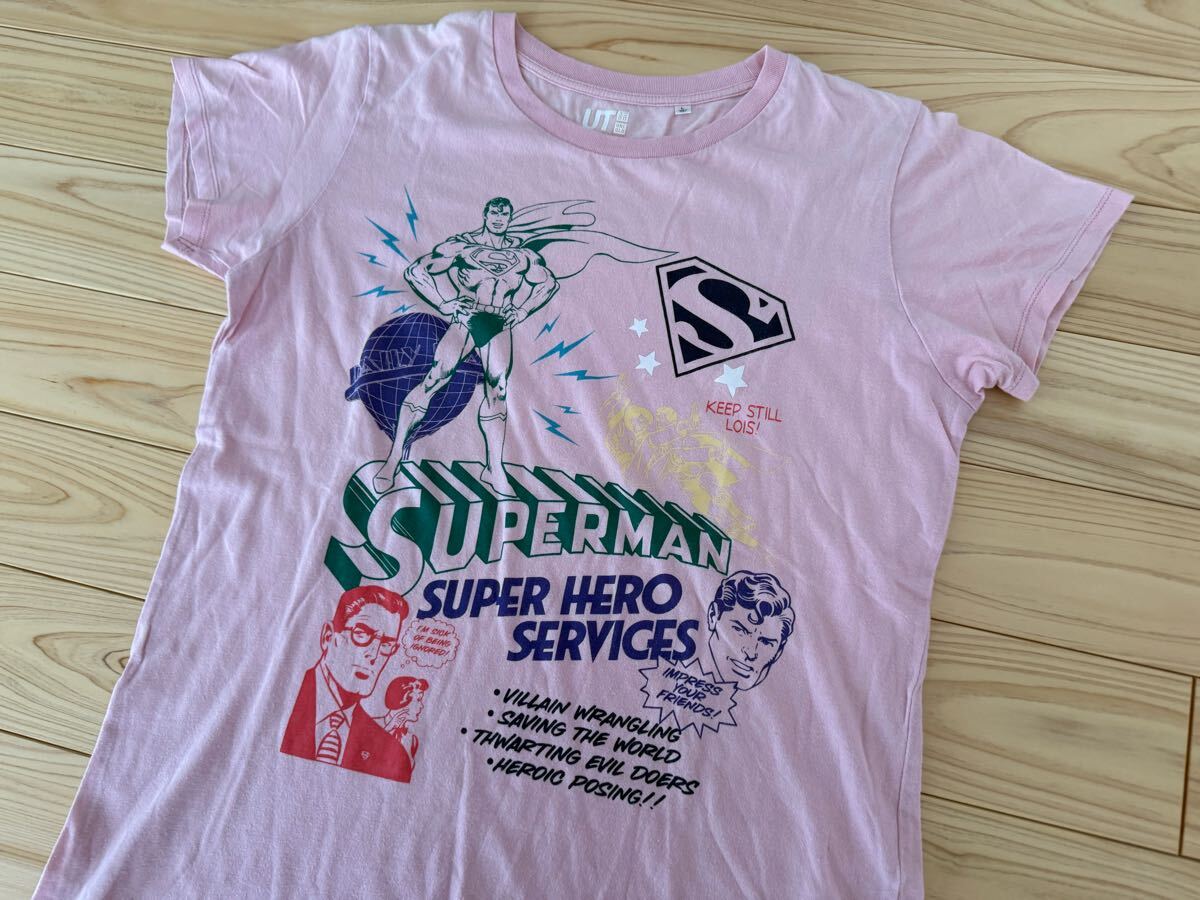 UT
L
DAILY
S
KEEP STILL
LOIS!
SUPERMAN
SUPER HERO
SERVICES
I'M SICK
OF BEING
IGNORED!
IMPRESS
YOUR
FRIENDS!
• VILLAIN WRANGLING
• SAVING THE WORLD
• THWARTING EVIL DOERS
• HEROIC POSING!!